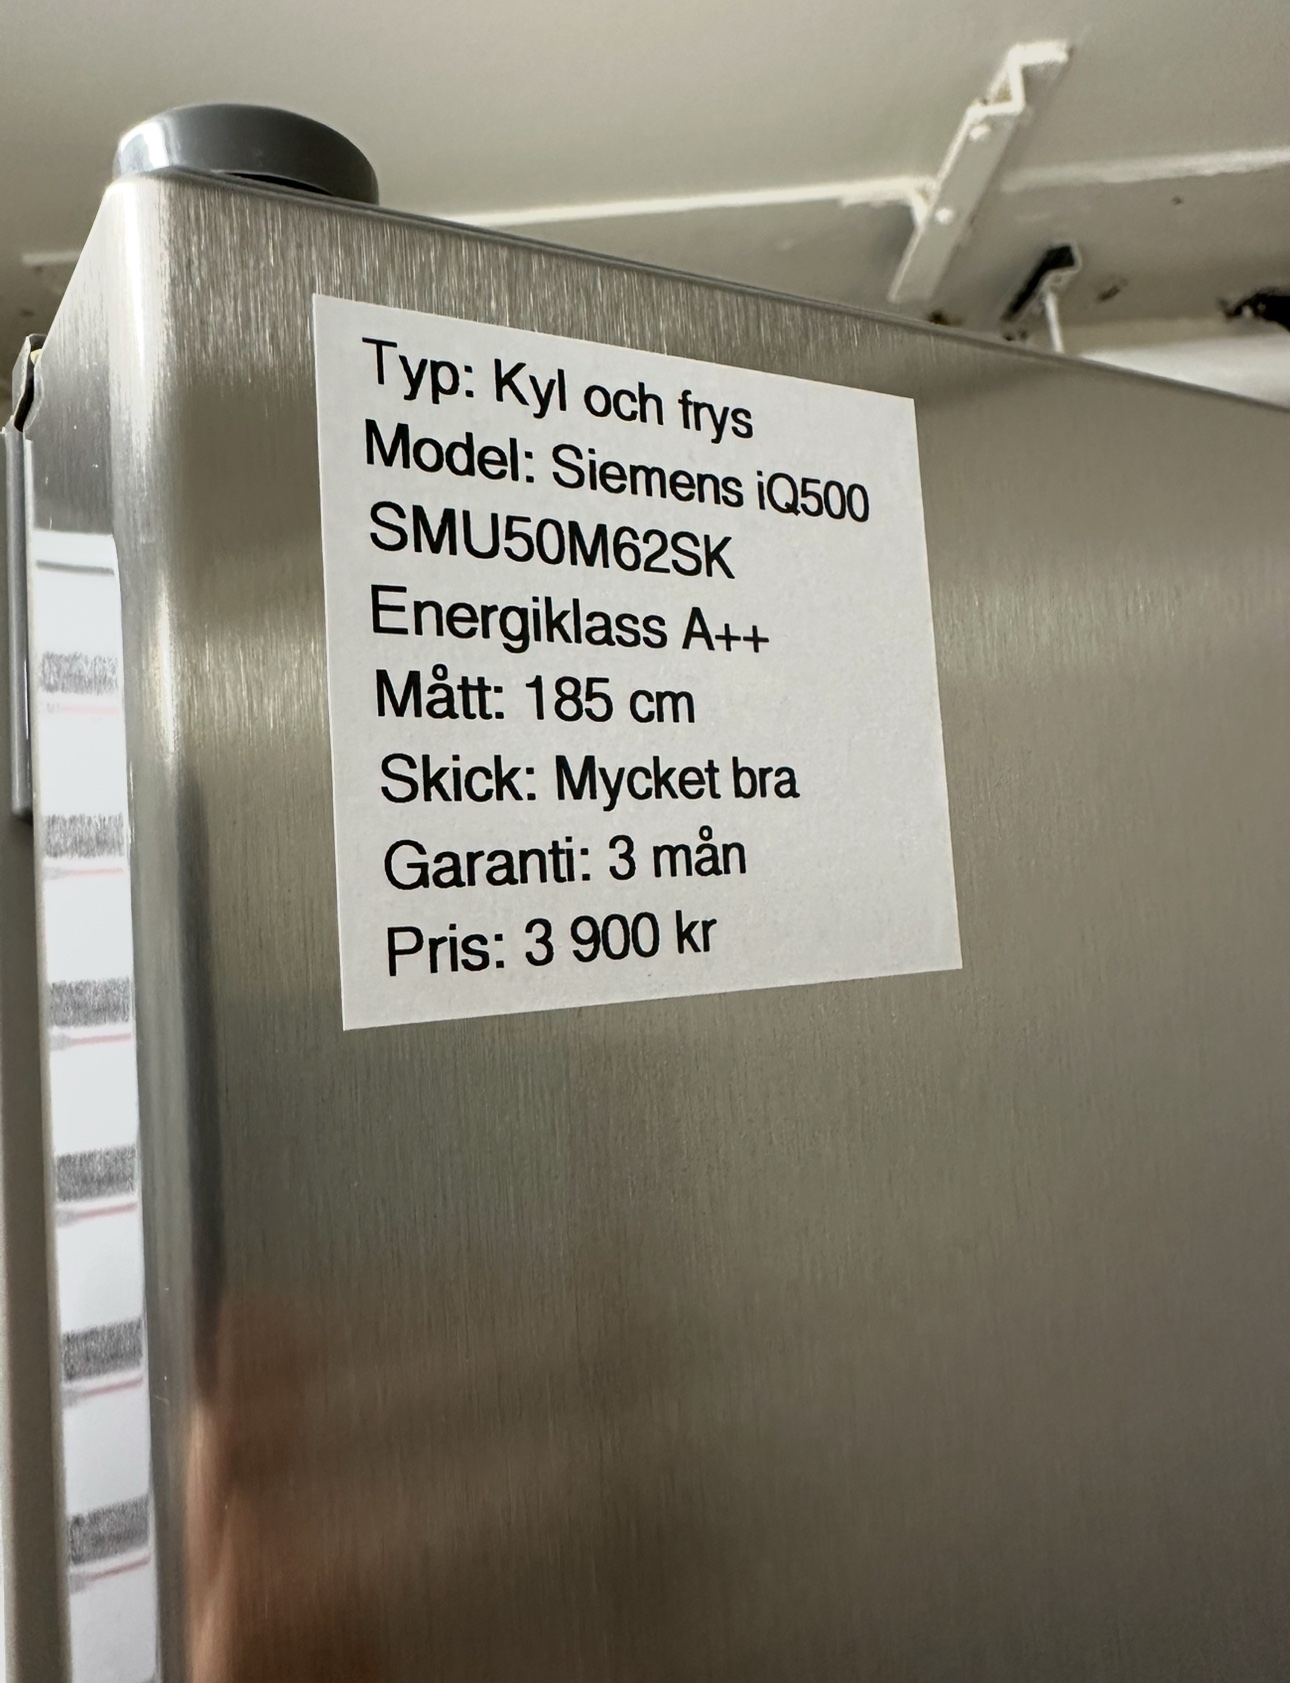 Typ: Kyl och frys
Model: Siemens iQ500
SMU50M62SK
Energiklass A++
Mått: 185 cm
Skick: Mycket bra
Garanti: 3 mån
Pris: 3 900 kr